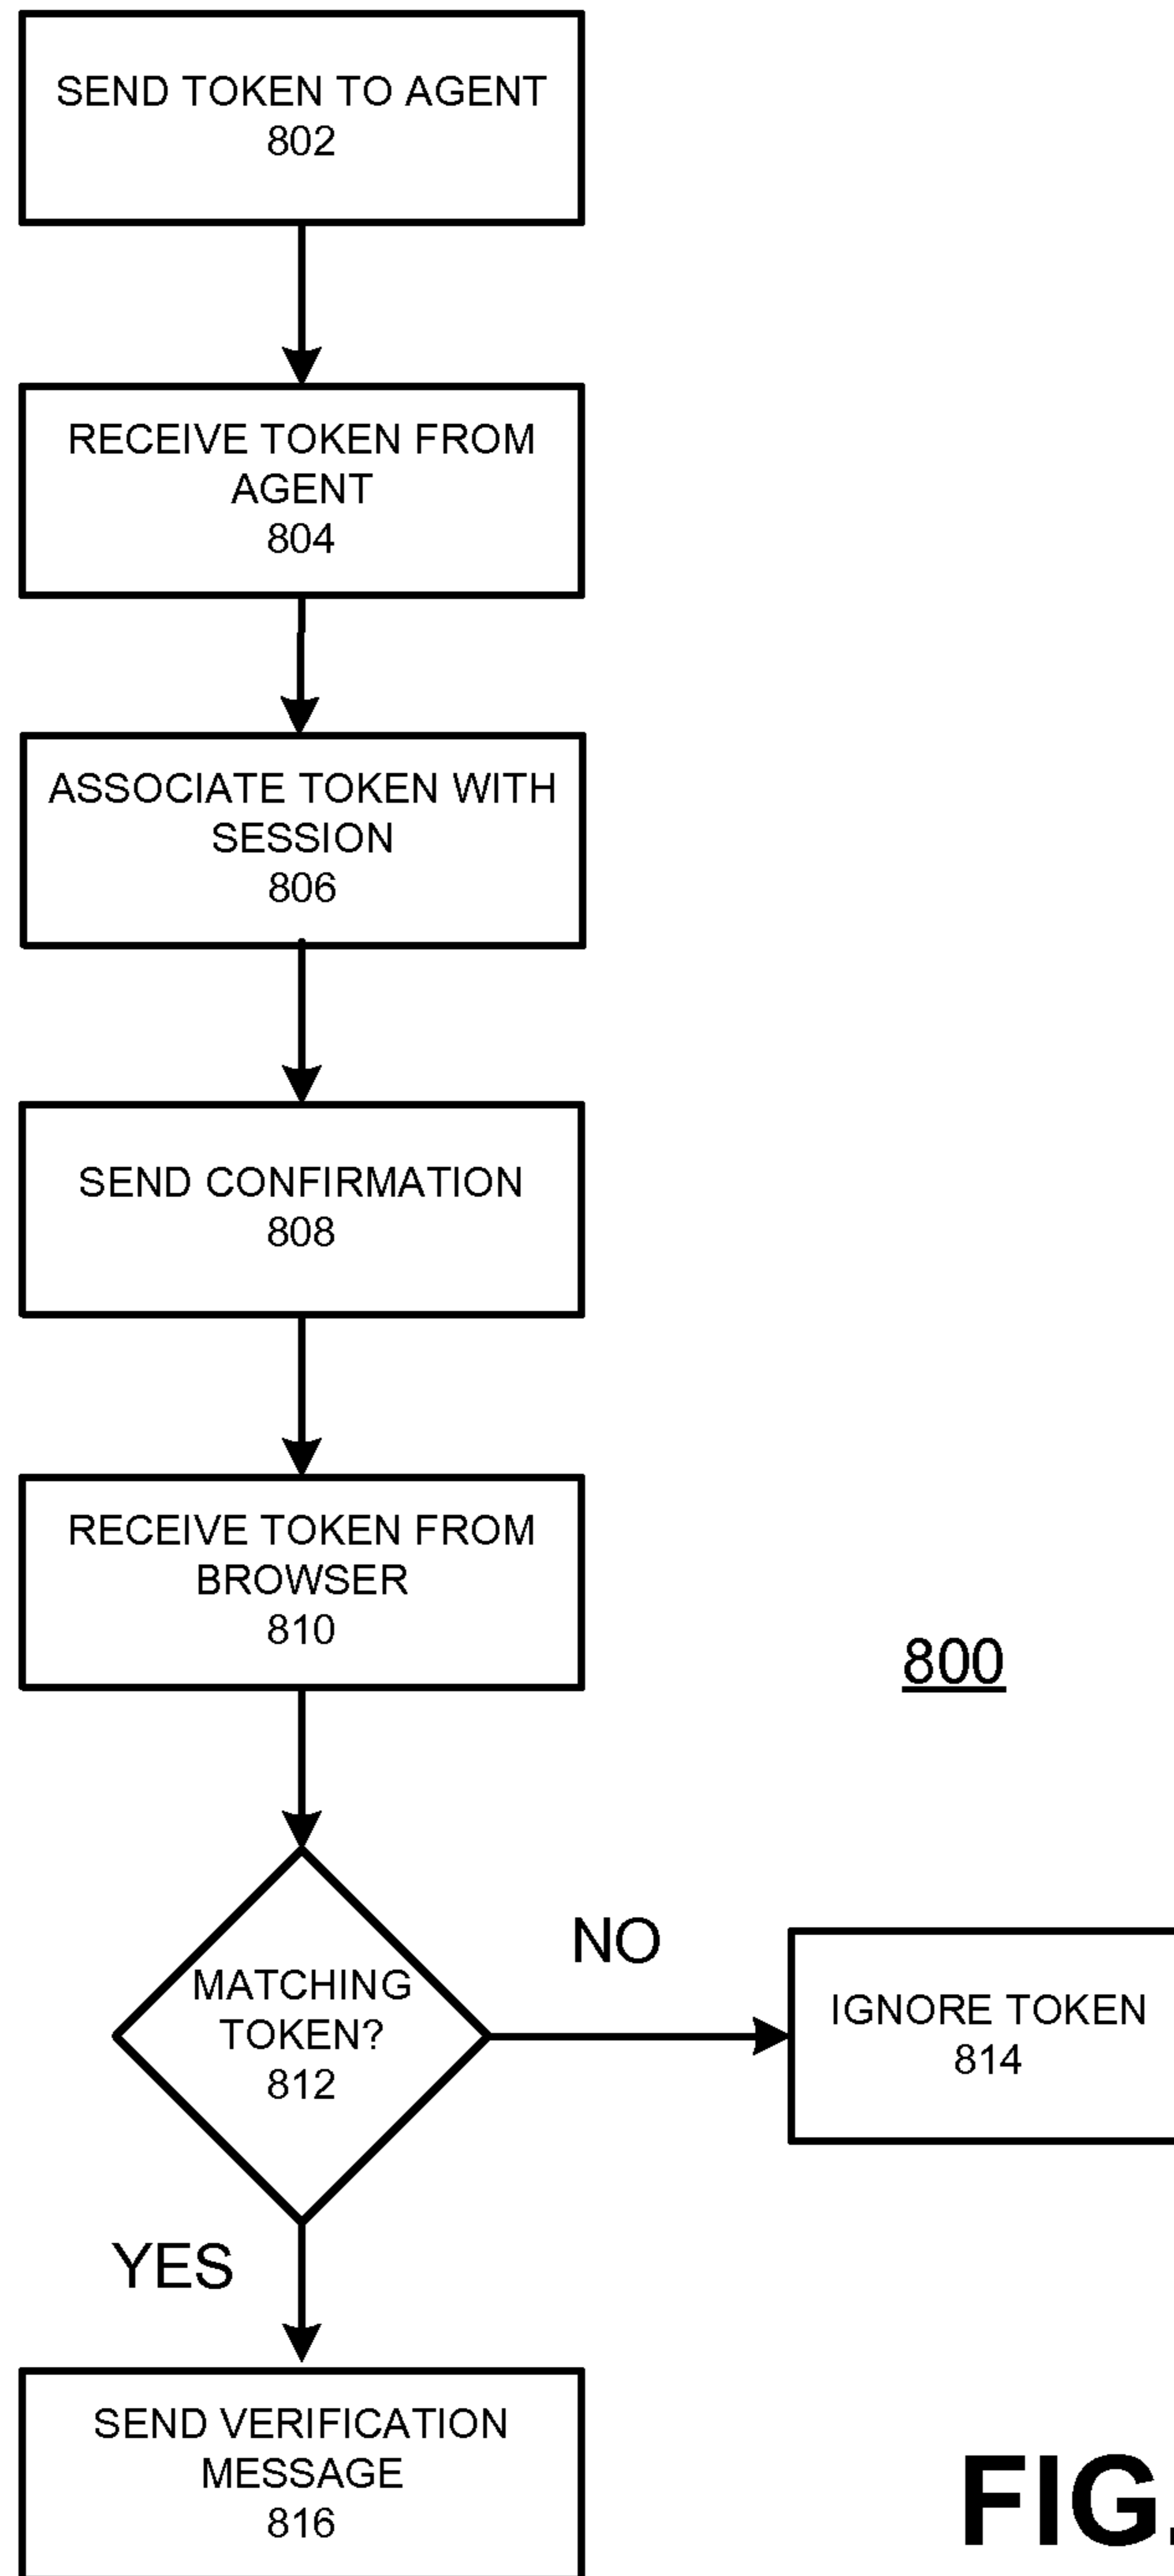 SEND TOKEN TO AGENT
802
RECEIVE TOKEN FROM
AGENT
804
ASSOCIATE TOKEN WITH
SESSION
806
SEND CONFIRMATION
808
RECEIVE TOKEN FROM
BROWSER
810
800
MATCHING
TOKEN?
812
NO
IGNORE TOKEN
814
YES
SEND VERIFICATION
MESSAGE
816
FIG.